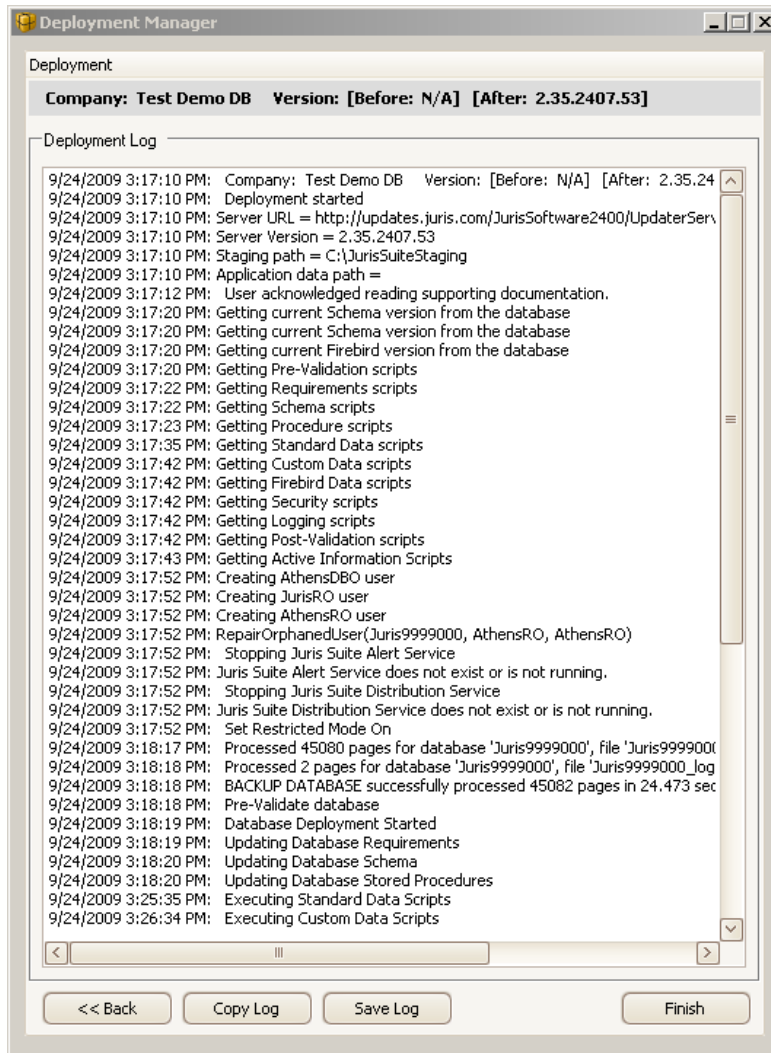 Deployment Manager
Deployment
Company: Test Demo DB Version: [Before: N/A] [After: 2.35.2407.53]
Deployment Log
9/24/2009 3:17:10 PM: Company: Test Demo DB Version: [Before: N/A] [After: 2.35.24
9/24/2009 3:17:10 PM: Deployment started
9/24/2009 3:17:10 PM: Server URL = http://updates.juris.com/JurisSoftware2400/UpdaterServ
9/24/2009 3:17:10 PM: Server Version = 2.35.2407.53
9/24/2009 3:17:10 PM: Staging path = C:\JurisSuiteStaging
9/24/2009 3:17:10 PM: Application data path =
9/24/2009 3:17:12 PM: User acknowledged reading supporting documentation.
9/24/2009 3:17:20 PM: Getting current Schema version from the database
9/24/2009 3:17:20 PM: Getting current Schema version from the database
9/24/2009 3:17:20 PM: Getting current Firebird version from the database
9/24/2009 3:17:20 PM: Getting Pre-Validation scripts
9/24/2009 3:17:22 PM: Getting Requirements scripts
9/24/2009 3:17:22 PM: Getting Schema scripts
9/24/2009 3:17:23 PM: Getting Procedure scripts
9/24/2009 3:17:35 PM: Getting Standard Data scripts
9/24/2009 3:17:42 PM: Getting Custom Data scripts
9/24/2009 3:17:42 PM: Getting Firebird Data scripts
9/24/2009 3:17:42 PM: Getting Security scripts
9/24/2009 3:17:42 PM: Getting Logging scripts
9/24/2009 3:17:42 PM: Getting Post-Validation scripts
9/24/2009 3:17:43 PM: Getting Active Information Scripts
9/24/2009 3:17:52 PM: Creating AthensDBO user
9/24/2009 3:17:52 PM: Creating JurisRO user
9/24/2009 3:17:52 PM: Creating AthensRO user
9/24/2009 3:17:52 PM: RepairOrphanedUser(Juris9999000, AthensRO, AthensRO)
9/24/2009 3:17:52 PM: Stopping Juris Suite Alert Service
9/24/2009 3:17:52 PM: Juris Suite Alert Service does not exist or is not running.
9/24/2009 3:17:52 PM: Stopping Juris Suite Distribution Service
9/24/2009 3:17:52 PM: Juris Suite Distribution Service does not exist or is not running.
9/24/2009 3:17:52 PM: Set Restricted Mode On
9/24/2009 3:18:17 PM: Processed 45080 pages for database 'Juris9999000', file 'Juris9999000
9/24/2009 3:18:18 PM: Processed 2 pages for database 'Juris9999000', file 'Juris9999000_log
9/24/2009 3:18:18 PM: BACKUP DATABASE successfully processed 45082 pages in 24.473 sec
9/24/2009 3:18:18 PM: Pre-Validate database
9/24/2009 3:18:19 PM: Database Deployment Started
9/24/2009 3:18:19 PM: Updating Database Requirements
9/24/2009 3:18:20 PM: Updating Database Schema
9/24/2009 3:18:20 PM: Updating Database Stored Procedures
9/24/2009 3:25:35 PM: Executing Standard Data Scripts
9/24/2009 3:26:34 PM: Executing Custom Data Scripts
<< Back Copy Log Save Log Finish